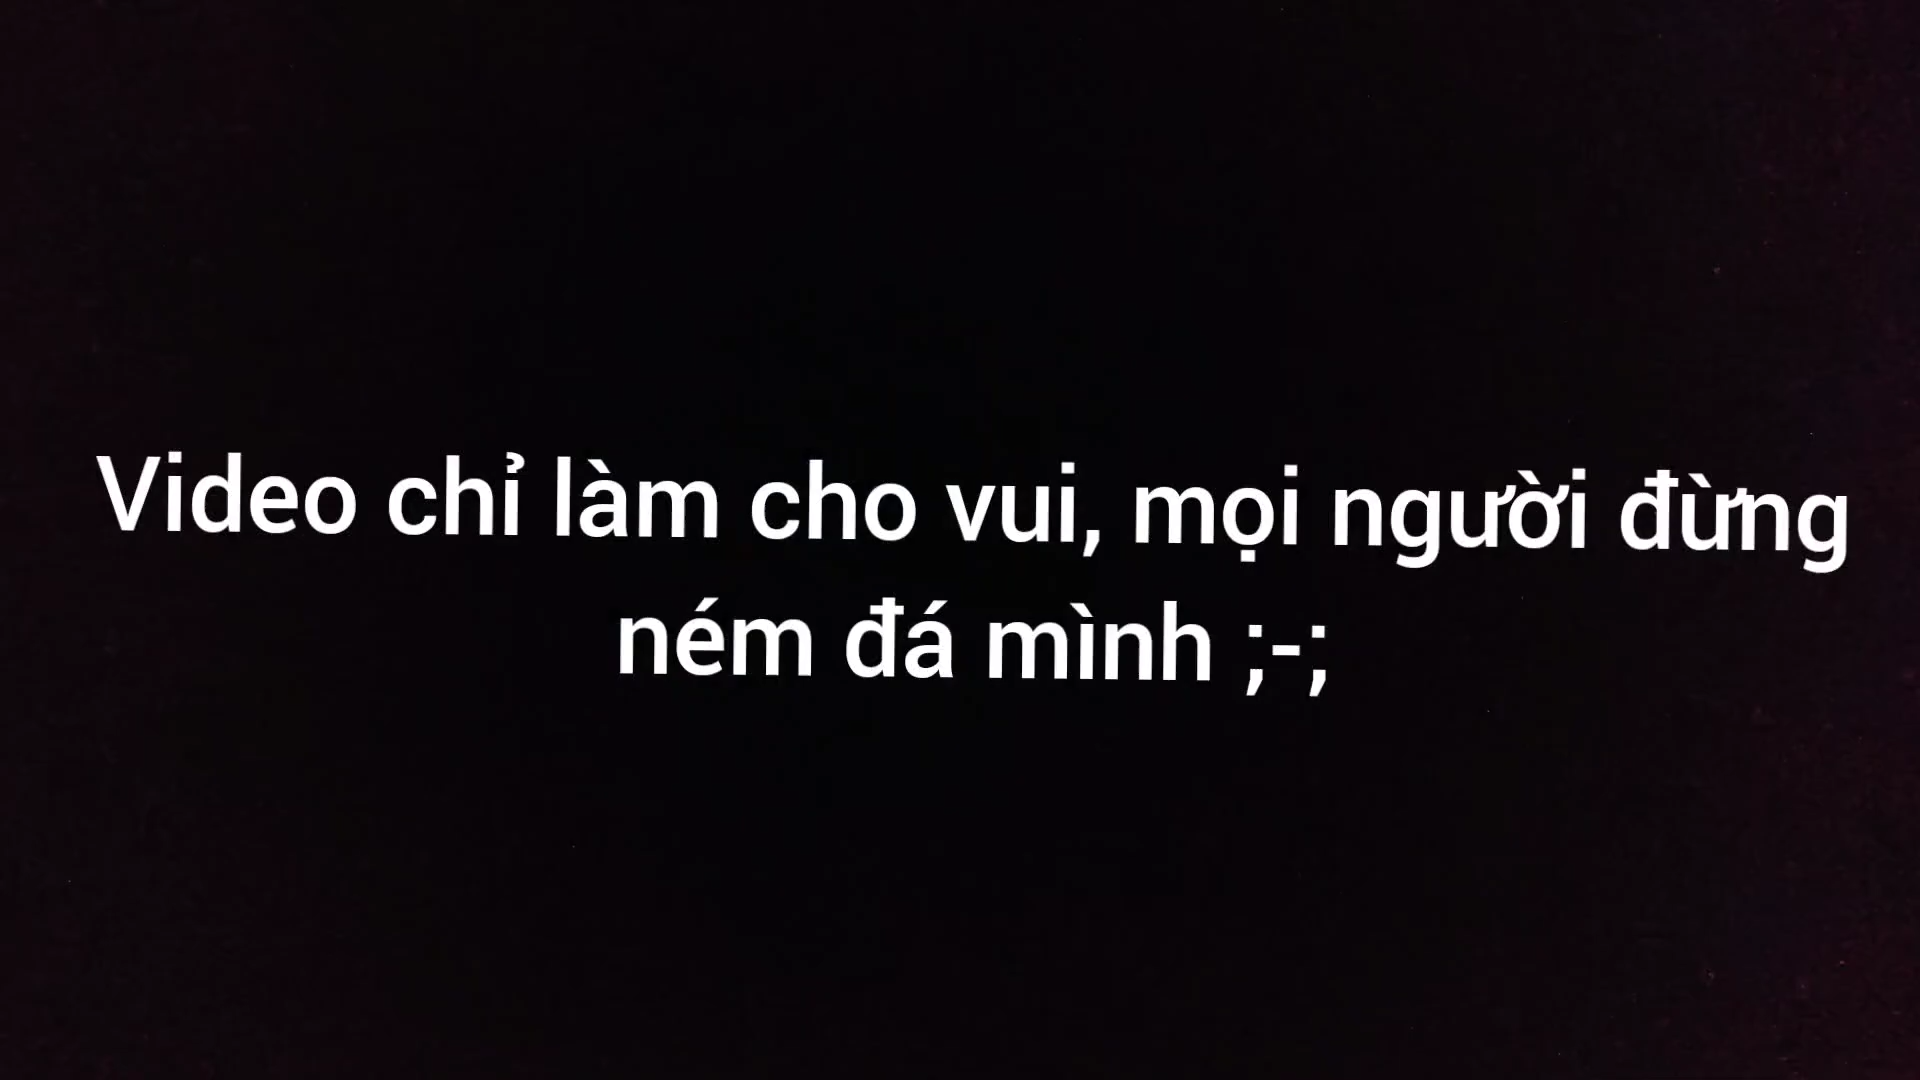 Video chỉ làm cho vui, mọi người đừng
ném đá mình ;-;